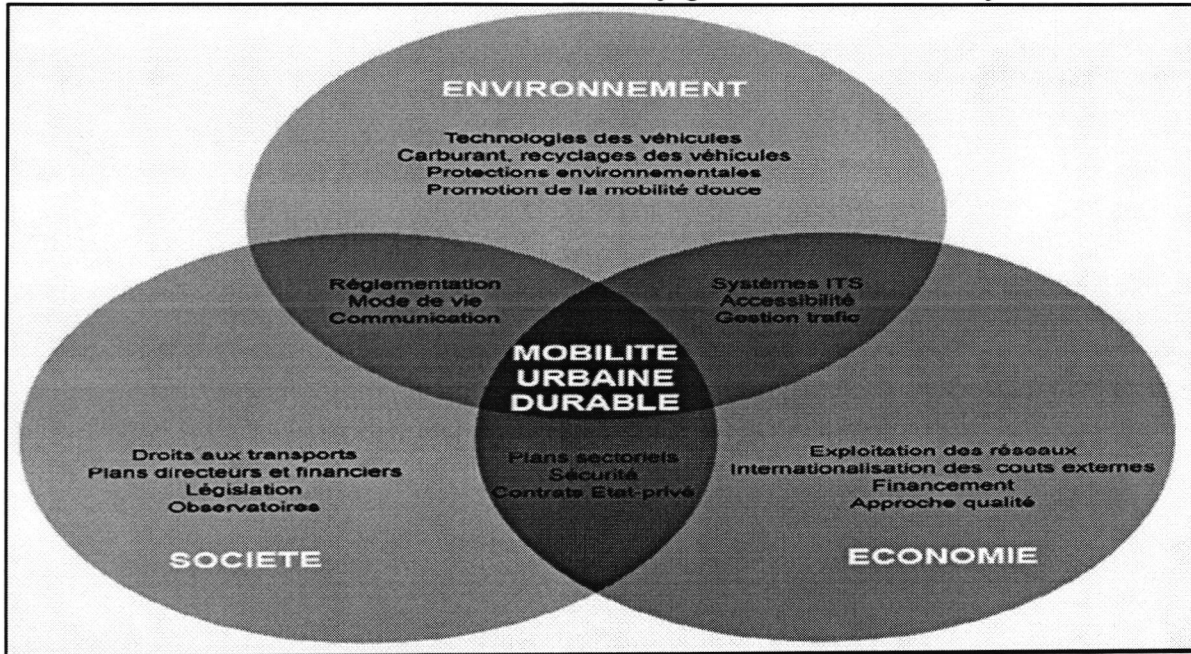 ENVIRONNEMENT
Technologies des véhicules
Carburant, recyclages des véhicules
Protections environnementales
Promotion de la mobilité douce
Réglementation
Mode de vie
Communication
Systèmes ITS
Accessibilité
Gestion trafic
MOBILITE
URBAINE
DURABLE
Droits aux transports
Plans directeurs et financiers
Législation
Observatoires
SOCIETE
Plans sectoriels
Sécurité
Contrats Etat-privé
Exploitation des réseaux
Internationalisation des couts externes
Financement
Approche qualité
ECONOMIE